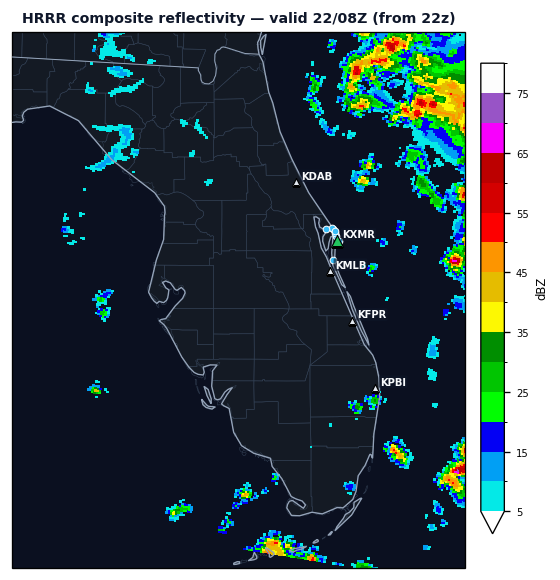 HRRR composite reflectivity — valid 22/08Z (from 22z)
KDAB
KXMR
KMLB
KFPR
KPBI
75
65
55
45
35
25
15
5
dBZ